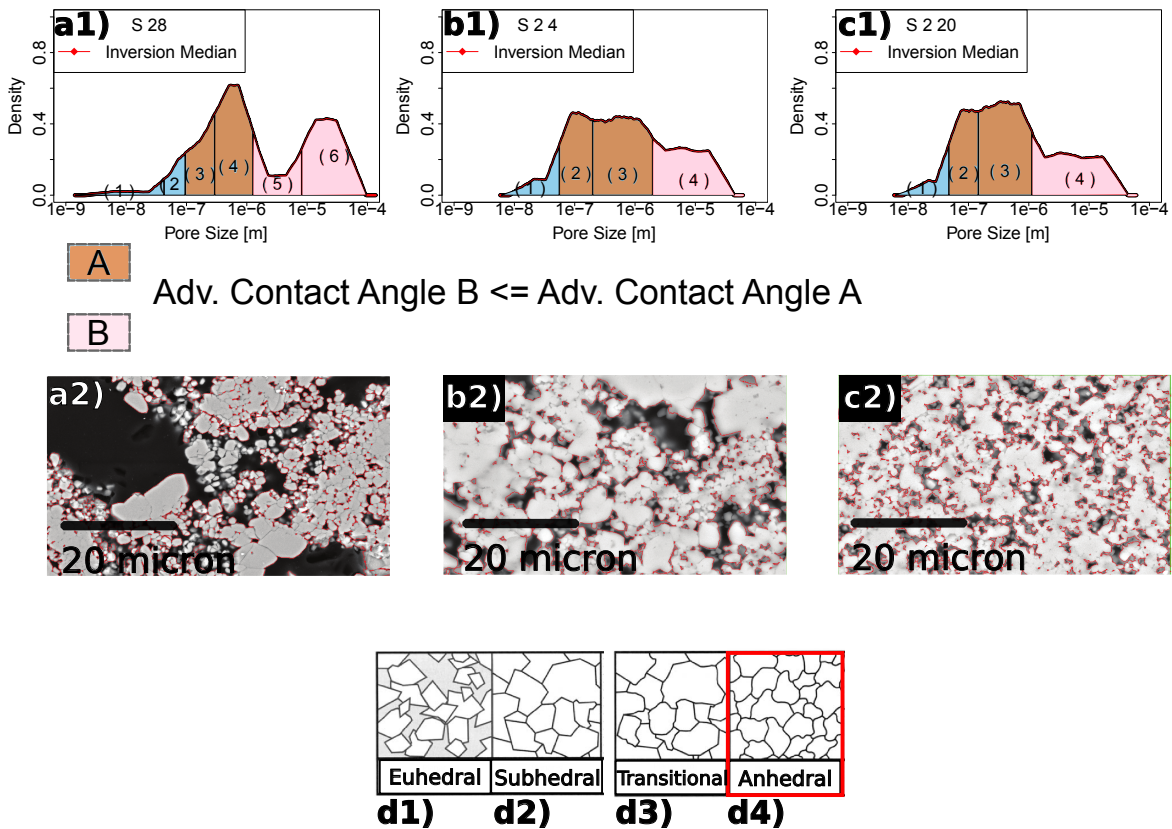 a1) S 28
Inversion Median
Density
0.0 0.4 0.8
( 1 ) ( 2 ( 3 ) ( 4 ) ( 5 ) ( 6 )
1e−9 1e−8 1e−7 1e−6 1e−5 1e−4
Pore Size [m]
b1) S 2 4
Inversion Median
Density
0.0 0.4 0.8
( ) ( 2 ) ( 3 ) ( 4 )
1e−9 1e−8 1e−7 1e−6 1e−5 1e−4
Pore Size [m]
c1) S 2 20
Inversion Median
Density
0.0 0.4 0.8
( ) ( 2 ) ( 3 ) ( 4 )
1e−9 1e−8 1e−7 1e−6 1e−5 1e−4
Pore Size [m]
A
Adv. Contact Angle B <= Adv. Contact Angle A
B
a2)
20 micron
b2)
20 micron
c2)
20 micron
Euhedral Subhedral Transitional Anhedral
d1) d2) d3) d4)